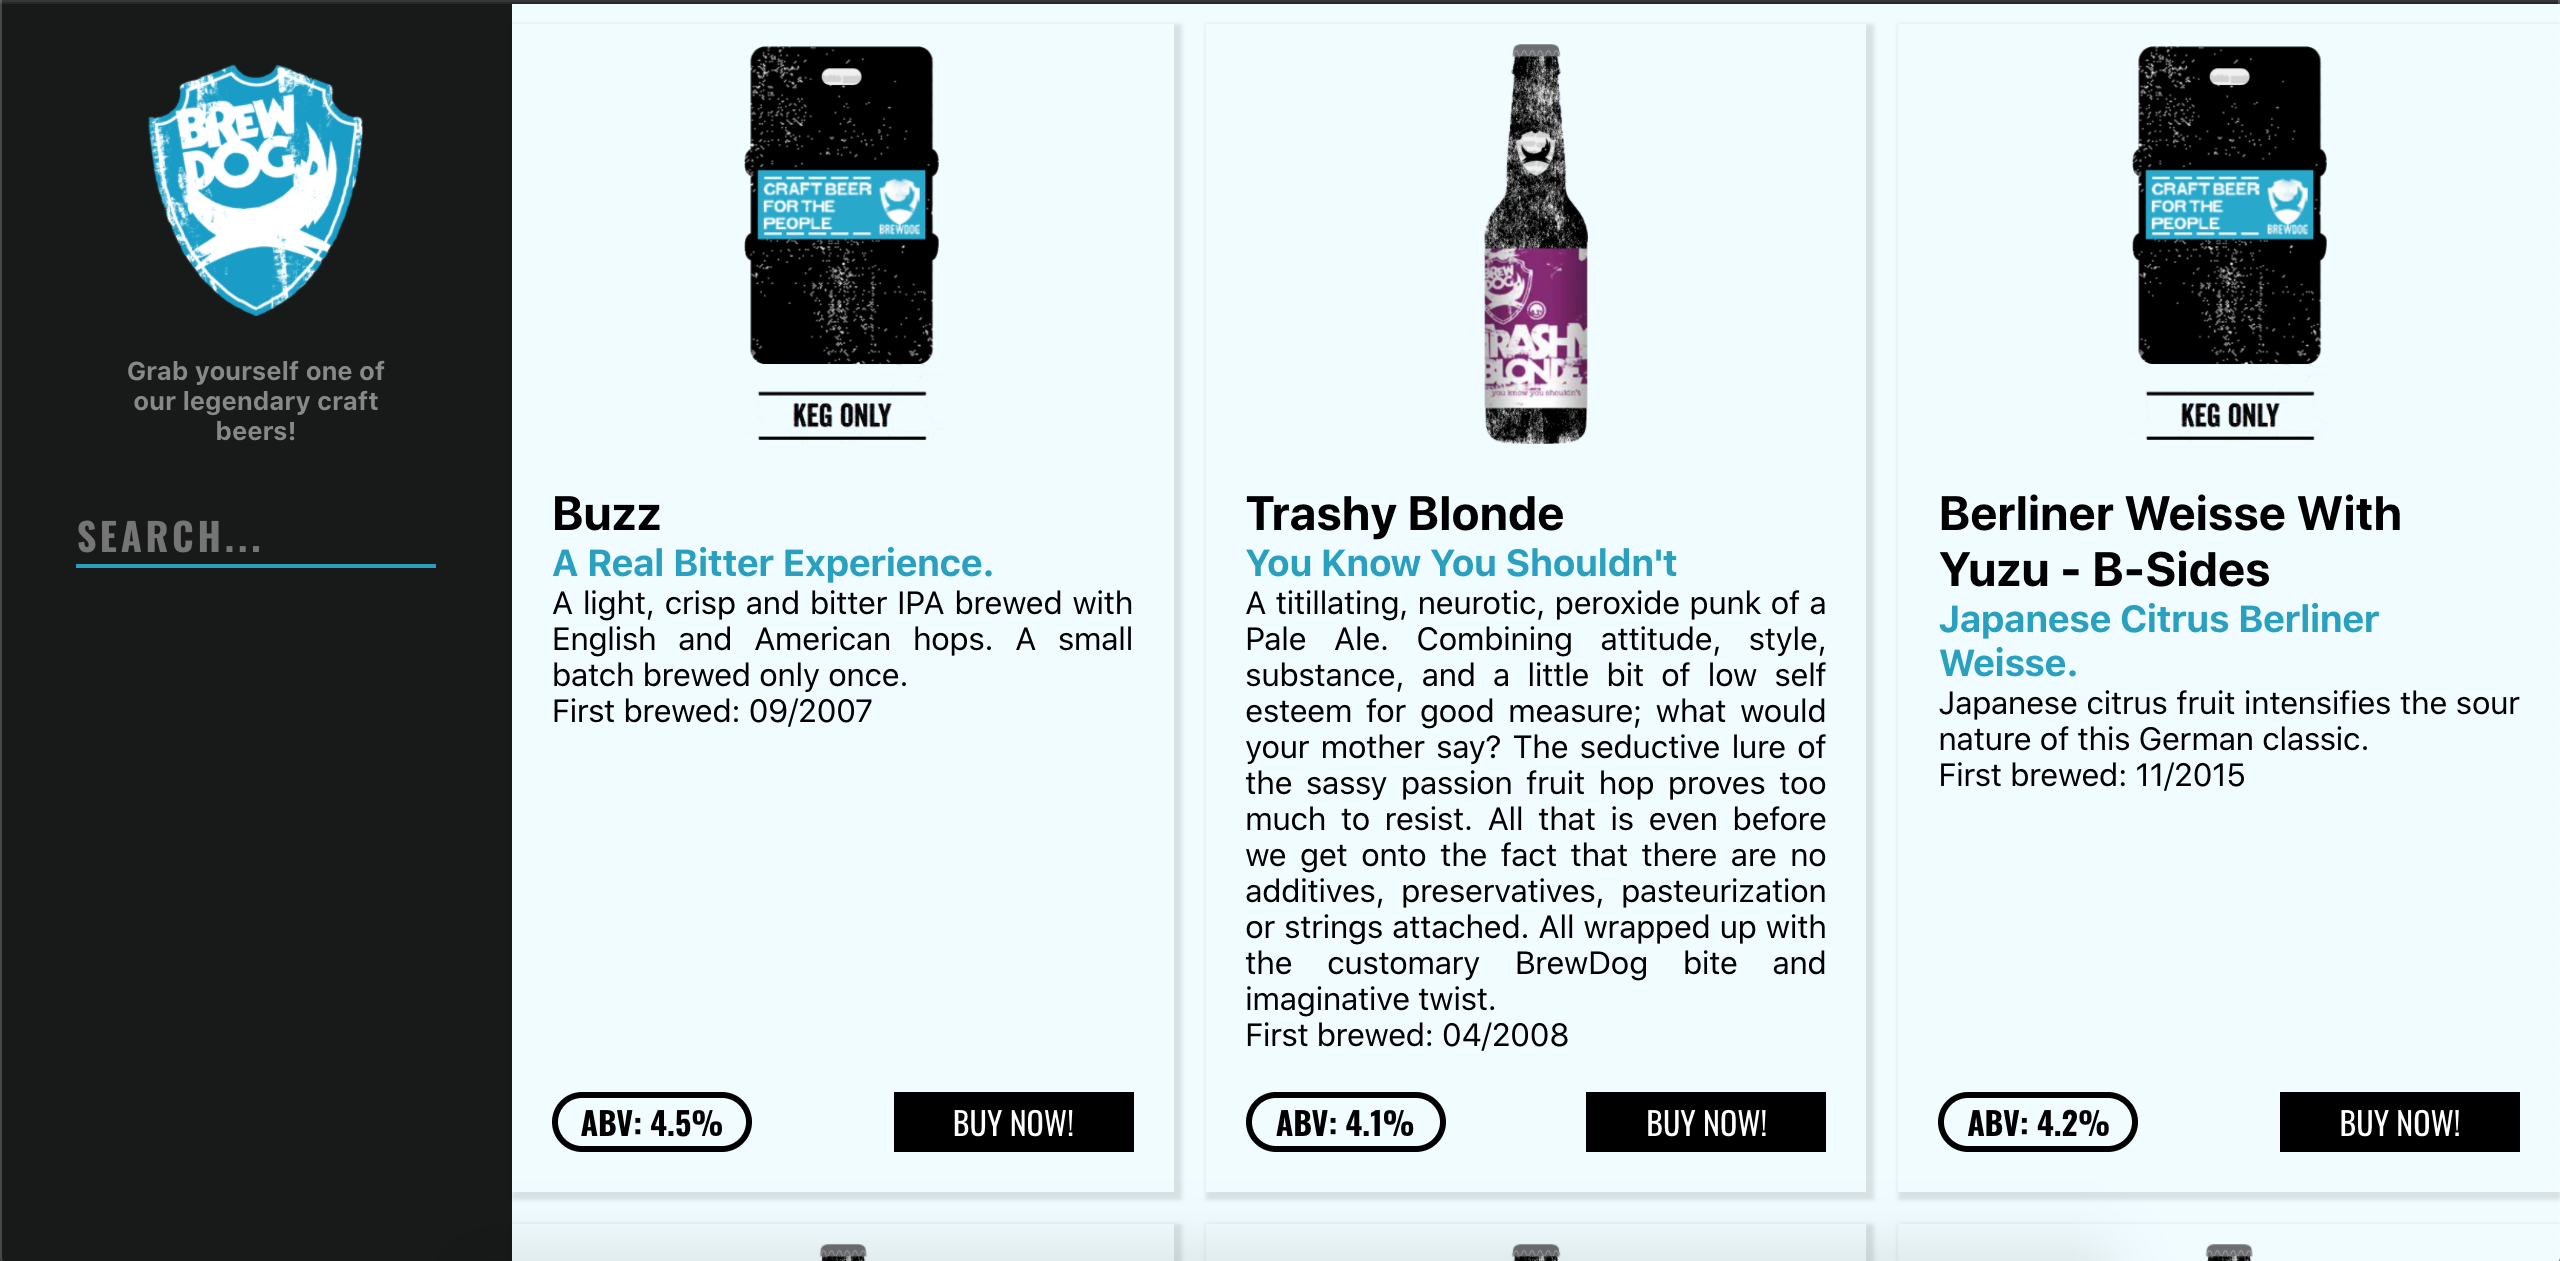 BREW
DOG
Grab yourself one of
our legendary craft
beers!
SEARCH...
CRAFT BEER
FOR THE
PEOPLE
BREWDOG
KEG ONLY
Buzz
A Real Bitter Experience.
A light, crisp and bitter IPA brewed with
English and American hops. A small
batch brewed only once.
First brewed: 09/2007
ABV: 4.5%
BUY NOW!
BREW
DOG
TRASHY
BLONDE
you know you shouldn't
Trashy Blonde
You Know You Shouldn't
A titillating, neurotic, peroxide punk of a
Pale Ale. Combining attitude, style,
substance, and a little bit of low self
esteem for good measure; what would
your mother say? The seductive lure of
the sassy passion fruit hop proves too
much to resist. All that is even before
we get onto the fact that there are no
additives, preservatives, pasteurization
or strings attached. All wrapped up with
the customary BrewDog bite and
imaginative twist.
First brewed: 04/2008
ABV: 4.1%
BUY NOW!
CRAFT BEER
FOR THE
PEOPLE
BREWDOG
KEG ONLY
Berliner Weisse With
Yuzu - B-Sides
Japanese Citrus Berliner
Weisse.
Japanese citrus fruit intensifies the sour
nature of this German classic.
First brewed: 11/2015
ABV: 4.2%
BUY NOW!